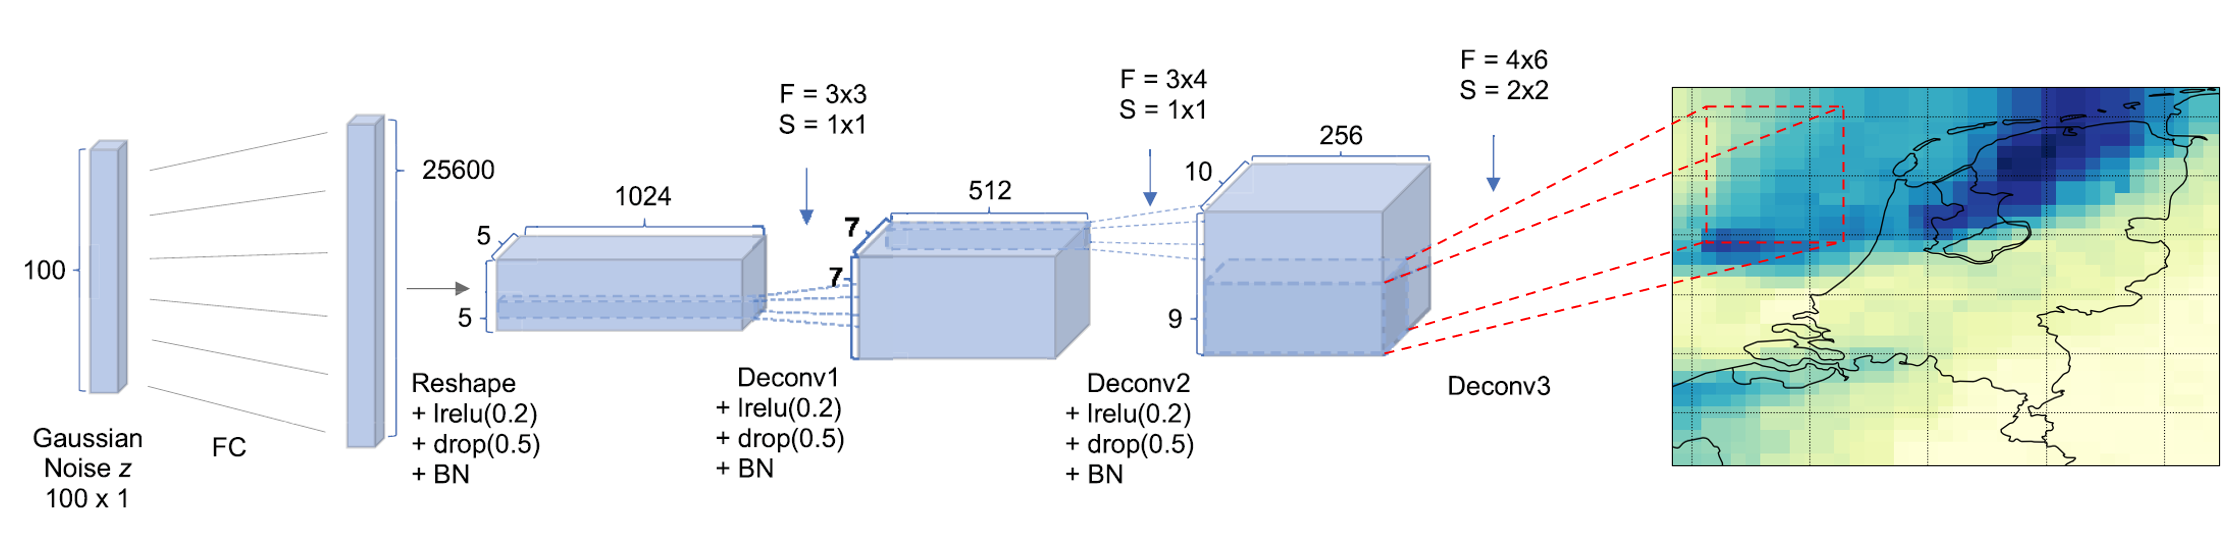 100
Gaussian
Noise z
100 x 1
FC
25600
Reshape
+ lrelu(0.2)
+ drop(0.5)
+ BN
5
5
1024
F = 3x3
S = 1x1
Deconv1
+ lrelu(0.2)
+ drop(0.5)
+ BN
7
7
512
F = 3x4
S = 1x1
Deconv2
+ lrelu(0.2)
+ drop(0.5)
+ BN
10
9
256
F = 4x6
S = 2x2
Deconv3